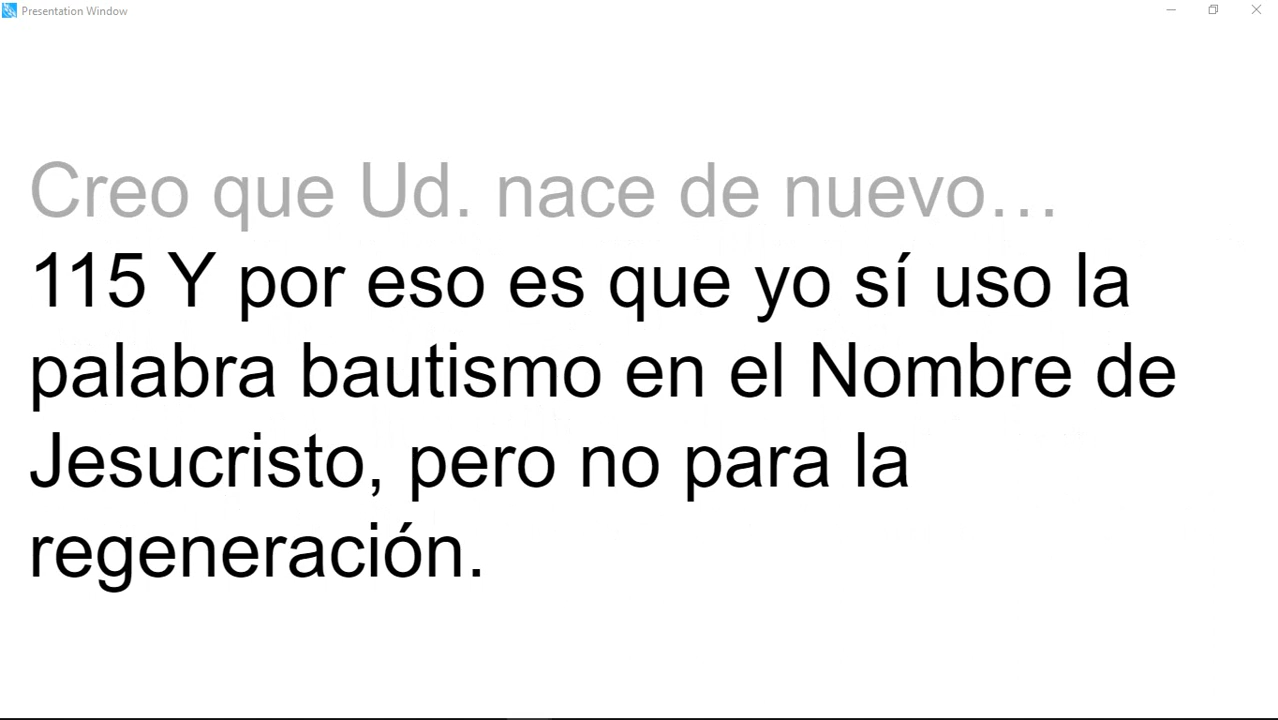 Presentation Window
Creo que Ud. nace de nuevo…
115 Y por eso es que yo sí uso la
palabra bautismo en el Nombre de
Jesucristo, pero no para la
regeneración.